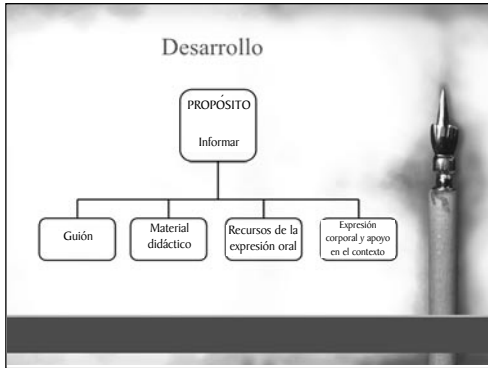 Desarrollo
PROPÓSITO
Informar
Guión
Material
didáctico
Recursos de la
expresión oral
Expresión
corporal y apoyo
en el contexto